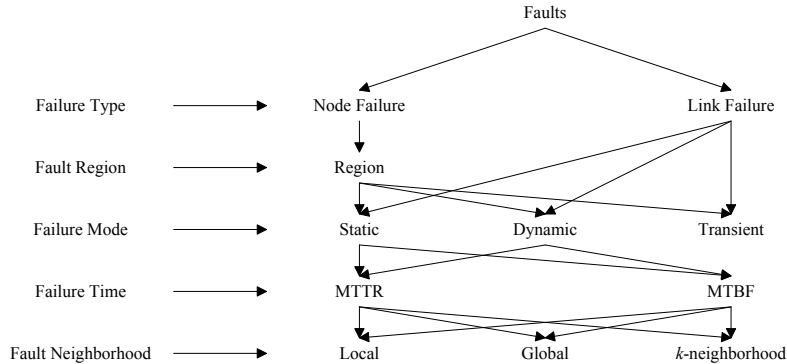 Faults
Failure Type Node Failure Link Failure
Fault Region Region
Failure Mode Static Dynamic Transient
Failure Time MTTR MTBF
Fault Neighborhood Local Global k-neighborhood